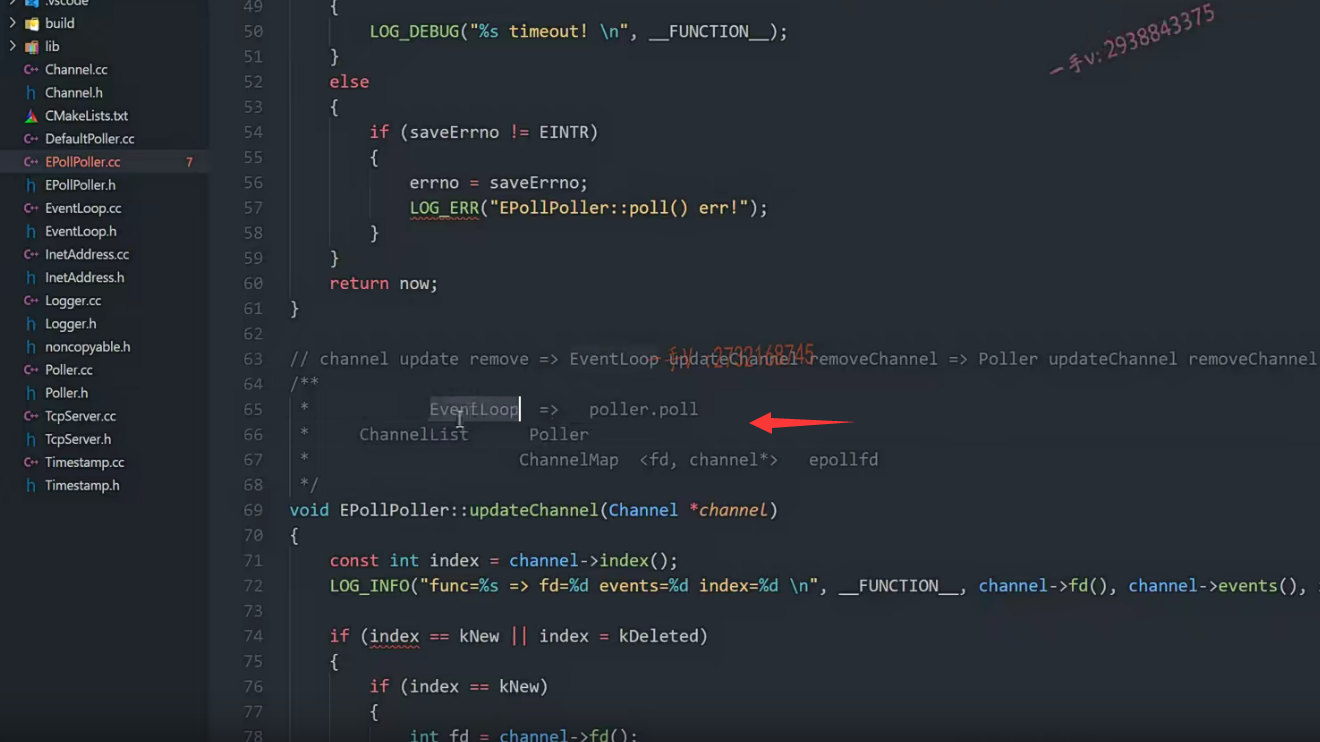 .vscode
build
lib
Channel.cc
Channel.h
CMakeLists.txt
DefaultPoller.cc
EPollPoller.cc 7
EPollPoller.h
EventLoop.cc
EventLoop.h
InetAddress.cc
InetAddress.h
Logger.cc
Logger.h
noncopyable.h
Poller.cc
Poller.h
TcpServer.cc
TcpServer.h
Timestamp.cc
Timestamp.h
49 {
50 LOG_DEBUG("%s timeout! \n", __FUNCTION__);
51 }
52 else
53 {
54 if (saveErrno != EINTR)
55 {
56 errno = saveErrno;
57 LOG_ERR("EPollPoller::poll() err!");
58 }
59 }
60 return now;
61 }
62
63 // channel update remove => EventLoop updateChannel removeChannel => Poller updateChannel removeChannel
64 /**
65 * EventLoop => poller.poll
66 * ChannelList Poller
67 * ChannelMap <fd, channel*> epollfd
68 */
69 void EPollPoller::updateChannel(Channel *channel)
70 {
71 const int index = channel->index();
72 LOG_INFO("func=%s => fd=%d events=%d index=%d \n", __FUNCTION__, channel->fd(), channel->events(),
73
74 if (index == kNew || index = kDeleted)
75 {
76 if (index == kNew)
77 {
78 int fd = channel->fd();
一手v: 2938843375
一手v: 2732168745